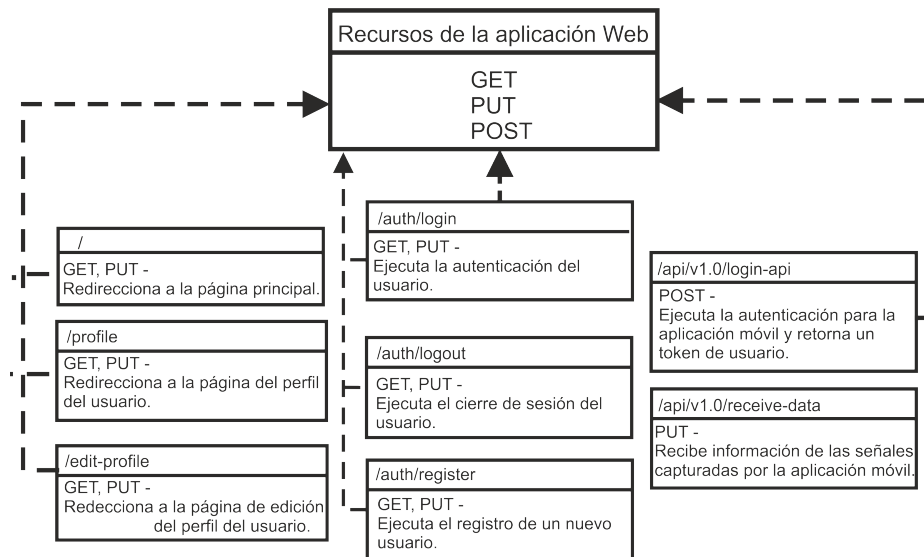 Recursos de la aplicación Web
GET
PUT
POST
/
GET, PUT -
Redirecciona a la página principal.
/profile
GET, PUT -
Redirecciona a la página del perfil
del usuario.
/edit-profile
GET, PUT -
Redecciona a la página de edición
del perfil del usuario.
/auth/login
GET, PUT -
Ejecuta la autenticación del
usuario.
/auth/logout
GET, PUT -
Ejecuta el cierre de sesión del
usuario.
/auth/register
GET, PUT -
Ejecuta el registro de un nuevo
usuario.
/api/v1.0/login-api
POST -
Ejecuta la autenticación para la
aplicación móvil y retorna un
token de usuario.
/api/v1.0/receive-data
PUT -
Recibe información de las señales
capturadas por la aplicación móvil.